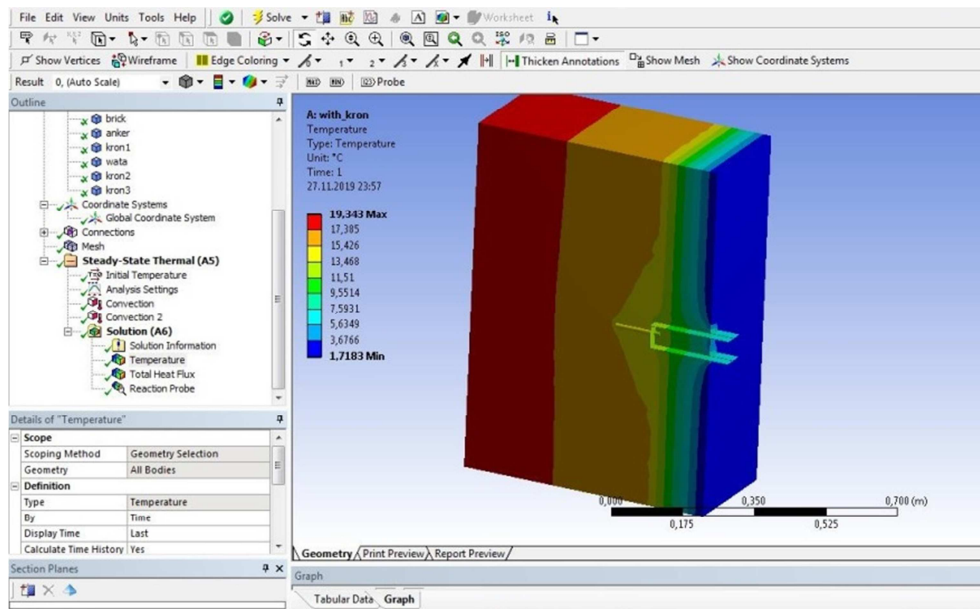 File Edit View Units Tools Help Solve Worksheet
Show Vertices Wireframe Edge Coloring Thicken Annotations Show Mesh Show Coordinate Systems
Result 0, (Auto Scale) Probe
Outline
brick
anker
kron1
wata
kron2
kron3
Coordinate Systems
Global Coordinate System
Connections
Mesh
Steady-State Thermal (A5)
Initial Temperature
Analysis Settings
Convection
Convection 2
Solution (A6)
Solution Information
Temperature
Total Heat Flux
Reaction Probe
Details of "Temperature"
Scope
Scoping Method Geometry Selection
Geometry All Bodies
Definition
Type Temperature
By Time
Display Time Last
Calculate Time History Yes
Section Planes
A: with_kron
Temperature
Type: Temperature
Unit: °C
Time: 1
27.11.2019 23:57
19,343 Max
17,385
15,426
13,468
11,51
9,5514
7,5931
5,6349
3,6766
1,7183 Min
0,000 0,350 0,700 (m)
0,175 0,525
Geometry Print Preview Report Preview
Graph
Tabular Data Graph